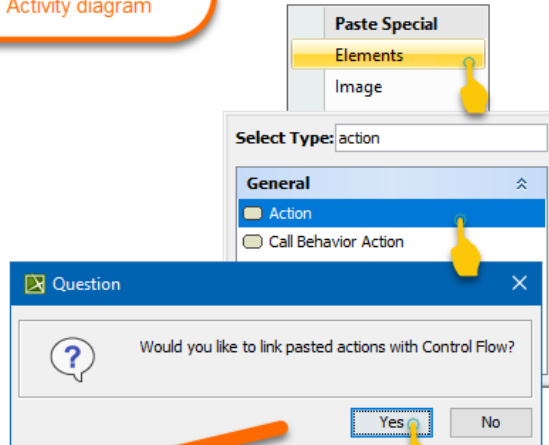 Activity diagram
Paste Special
Elements
Image
Select Type: action
General
Action
Call Behavior Action
Question
Would you like to link pasted actions with Control Flow?
Yes
No